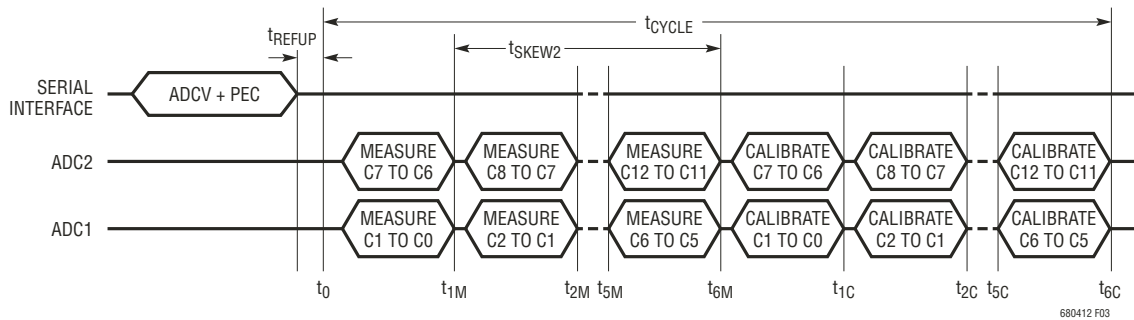 tCYCLE
tREFUP
tSKEW2
SERIAL
INTERFACE
ADCV + PEC
ADC2
MEASURE
C7 TO C6
MEASURE
C8 TO C7
MEASURE
C12 TO C11
CALIBRATE
C7 TO C6
CALIBRATE
C8 TO C7
CALIBRATE
C12 TO C11
ADC1
MEASURE
C1 TO C0
MEASURE
C2 TO C1
MEASURE
C6 TO C5
CALIBRATE
C1 TO C0
CALIBRATE
C2 TO C1
CALIBRATE
C6 TO C5
t0 t1M t2M t5M t6M t1C t2C t5C t6C
680412 F03